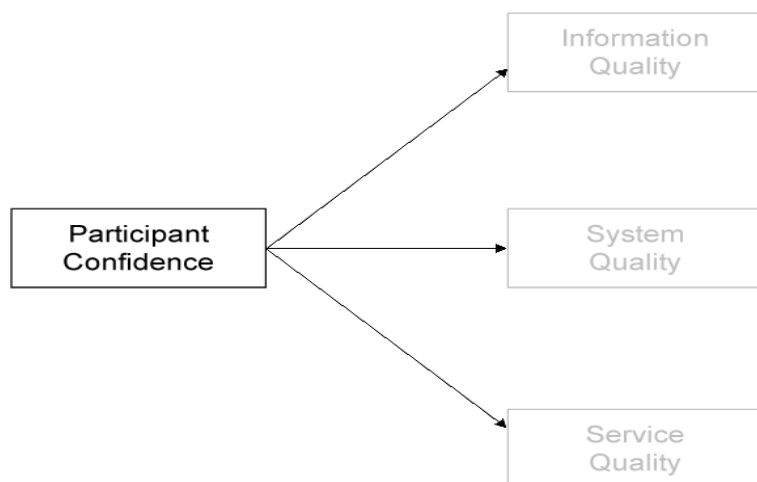 Information
Quality
Participant
Confidence
System
Quality
Service
Quality